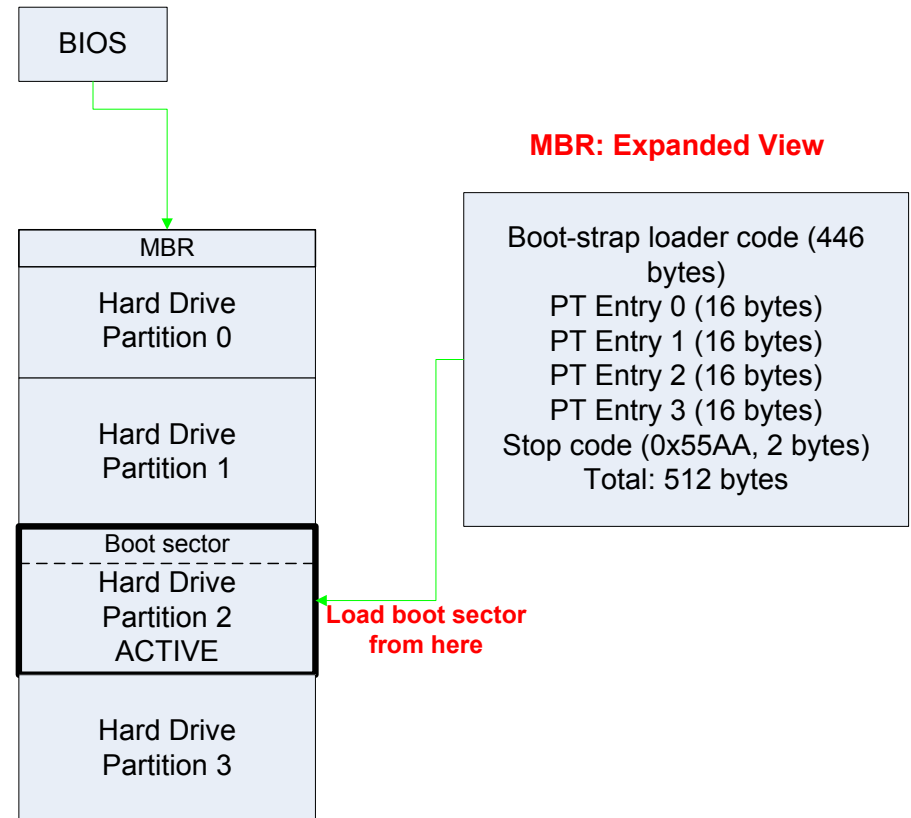 BIOS
MBR: Expanded View
MBR
Hard Drive
Partition 0
Hard Drive
Partition 1
Boot sector
Hard Drive
Partition 2
ACTIVE
Hard Drive
Partition 3
Boot-strap loader code (446
bytes)
PT Entry 0 (16 bytes)
PT Entry 1 (16 bytes)
PT Entry 2 (16 bytes)
PT Entry 3 (16 bytes)
Stop code (0x55AA, 2 bytes)
Total: 512 bytes
Load boot sector
from here